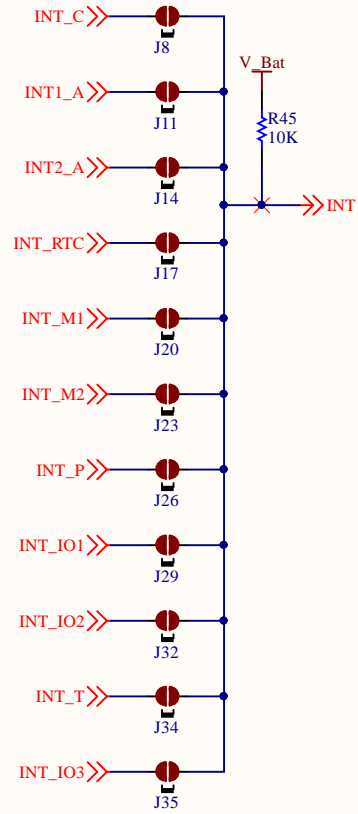 INT_C
J8
V_Bat
INT1_A
J11
R45
10K
INT2_A
J14
INT
INT_RTC
J17
INT_M1
J20
INT_M2
J23
INT_P
J26
INT_IO1
J29
INT_IO2
J32
INT_T
J34
INT_IO3
J35